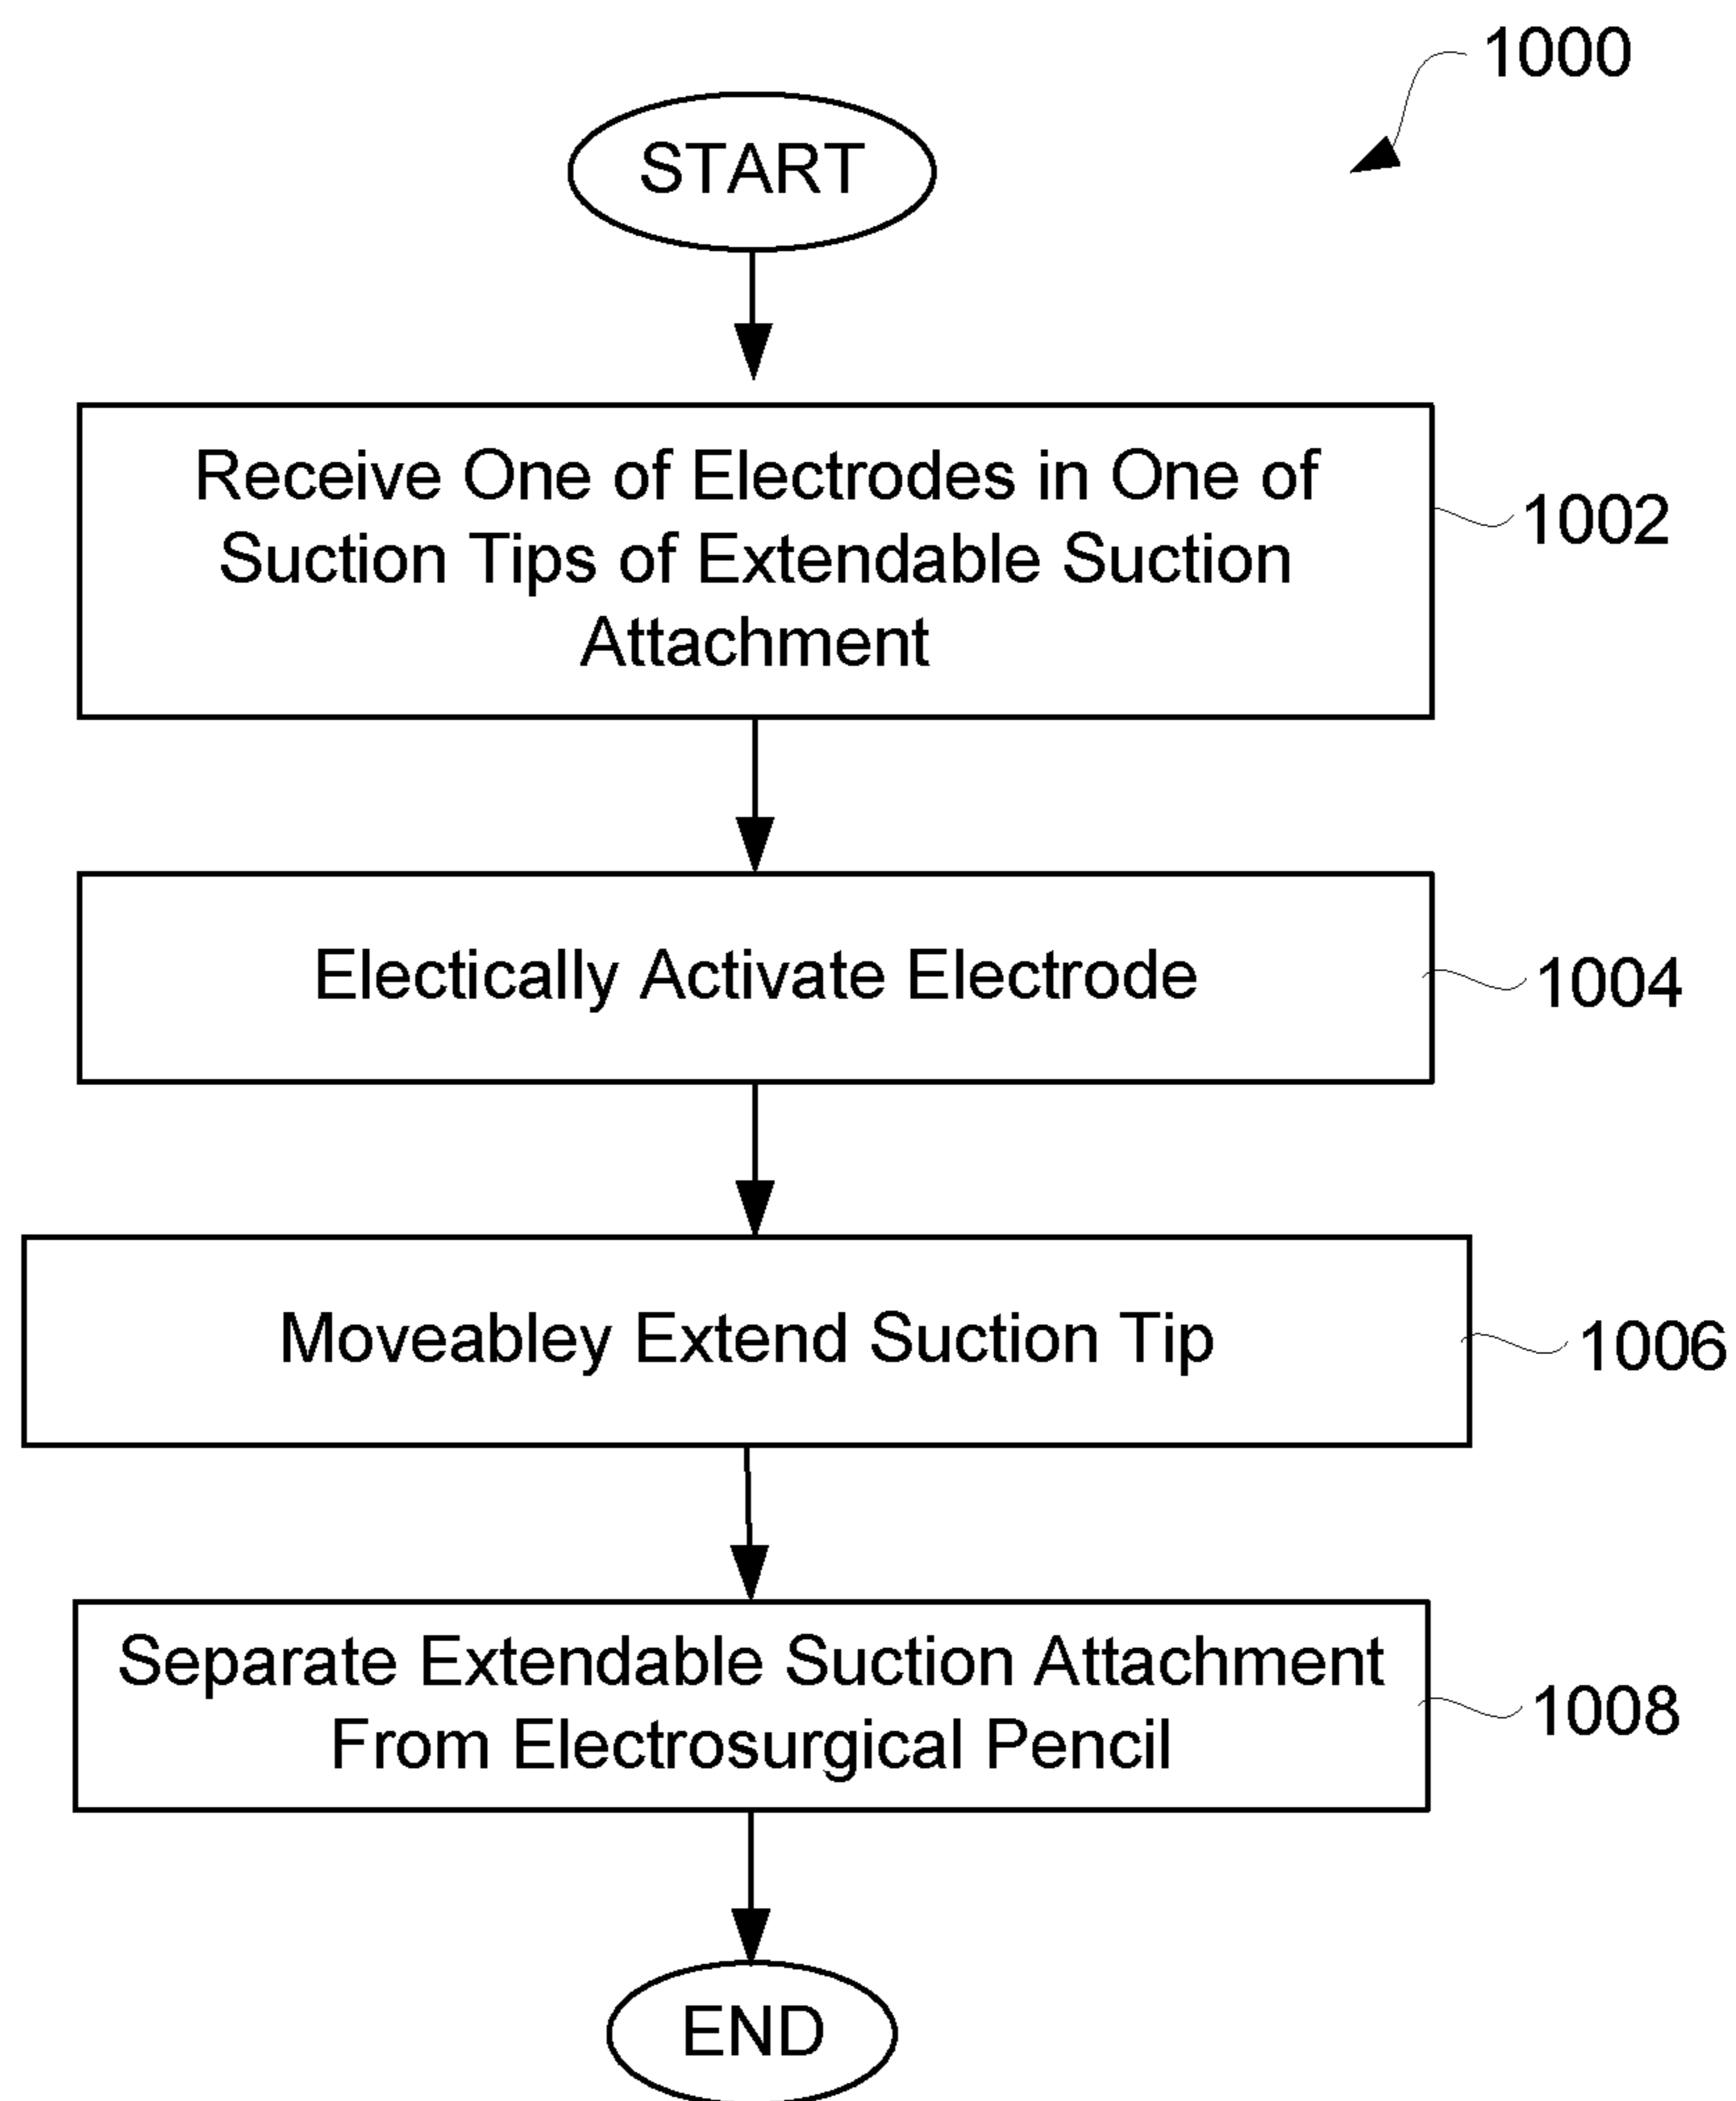 1000
START
Receive One of Electrodes in One of
Suction Tips of Extendable Suction
Attachment
1002
Electically Activate Electrode
1004
Moveabley Extend Suction Tip
1006
Separate Extendable Suction Attachment
From Electrosurgical Pencil
1008
END